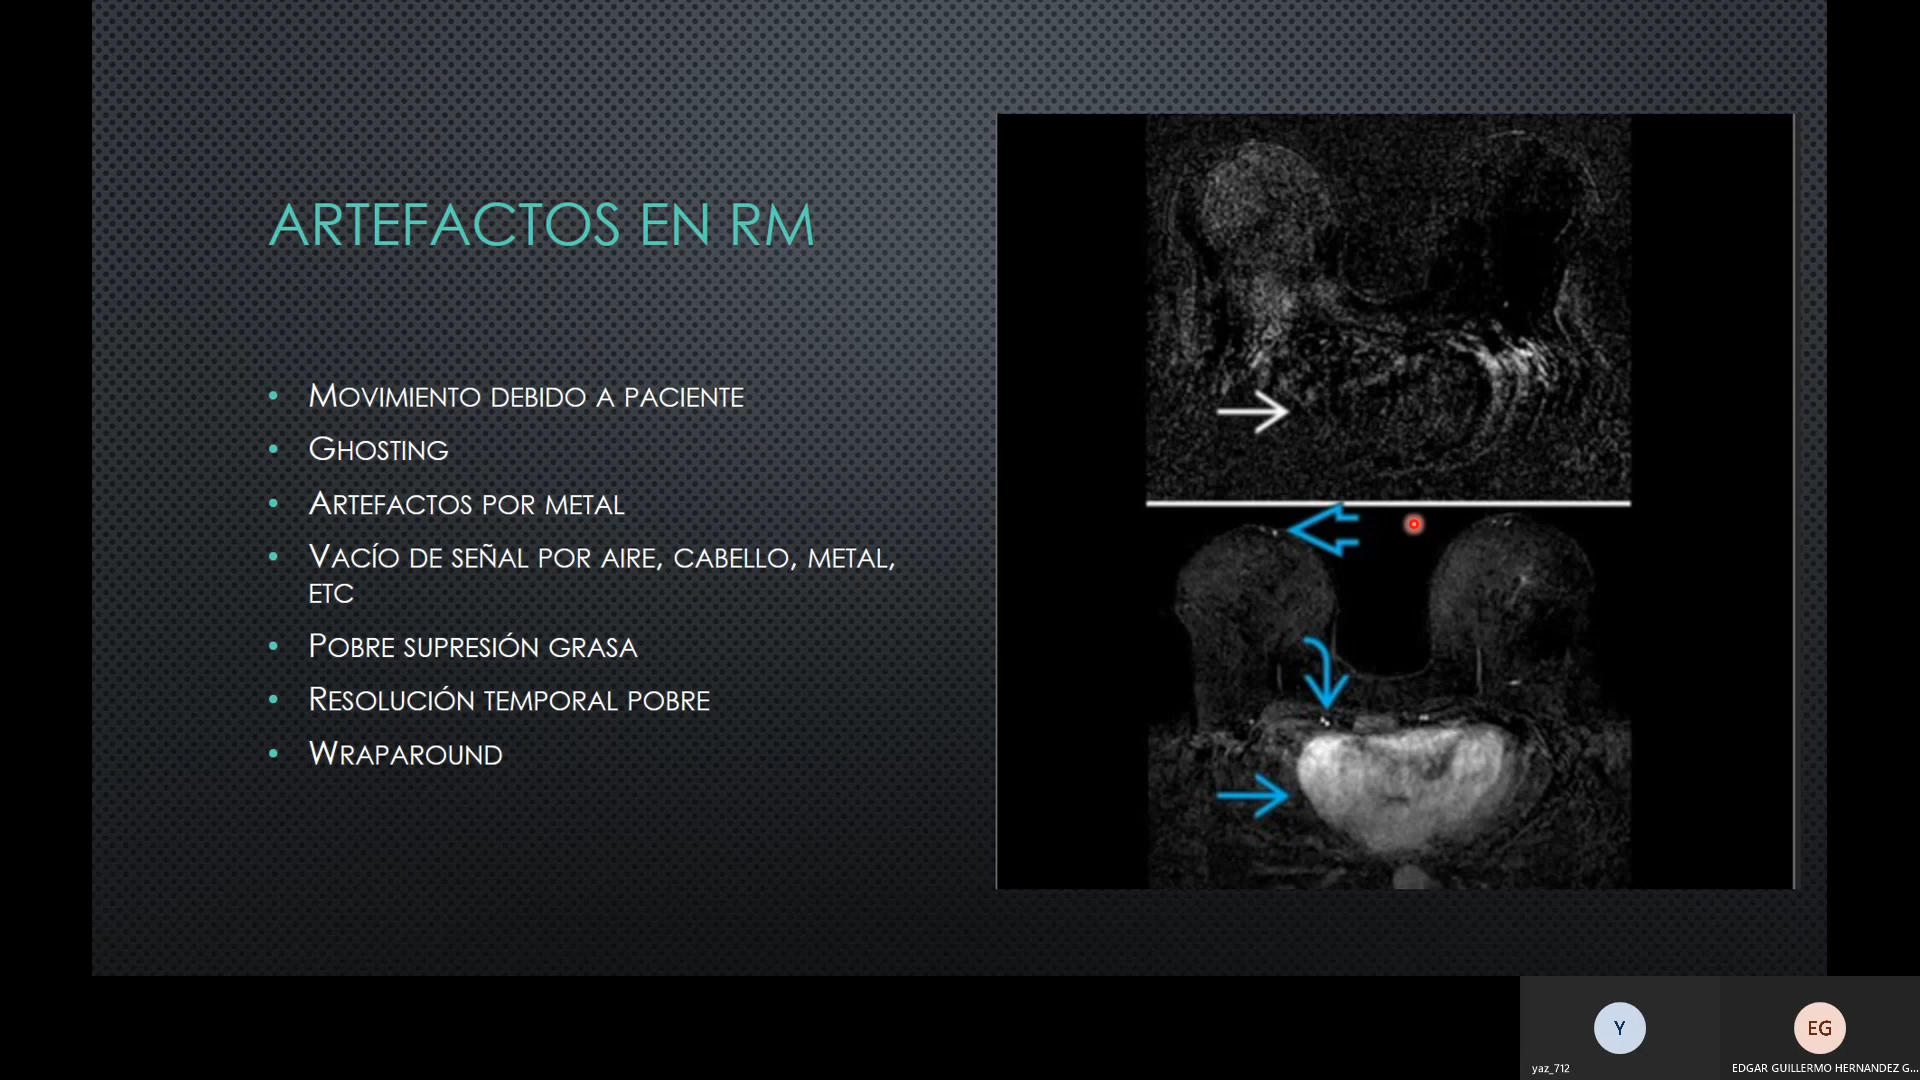 ARTEFACTOS EN RM
• MOVIMIENTO DEBIDO A PACIENTE
• GHOSTING
• ARTEFACTOS POR METAL
• VACÍO DE SEÑAL POR AIRE, CABELLO, METAL,
ETC
• POBRE SUPRESIÓN GRASA
• RESOLUCIÓN TEMPORAL POBRE
• WRAPAROUND
Y
EG
yaz_712
EDGAR GUILLERMO HERNANDEZ G...